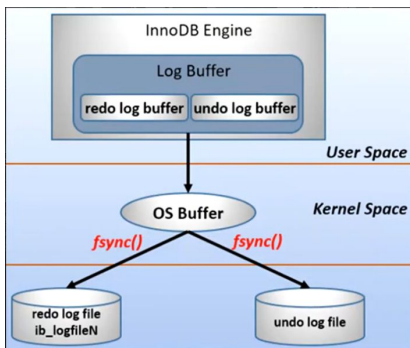 InnoDB Engine
Log Buffer
redo log buffer undo log buffer
User Space
OS Buffer
Kernel Space
fsync() fsync()
redo log file
ib_logfileN
undo log file